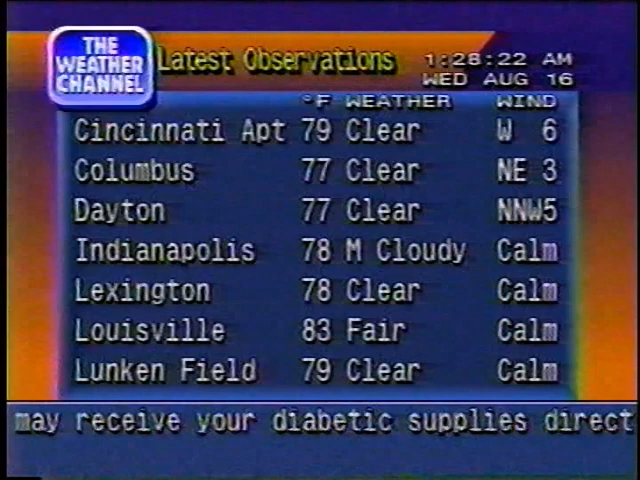 THE
WEATHER
CHANNEL
Latest Observations
1:28:22 AM
WED AUG 16
°F WEATHER WIND
Cincinnati Apt 79 Clear W 6
Columbus 77 Clear NE 3
Dayton 77 Clear NNW5
Indianapolis 78 M Cloudy Calm
Lexington 78 Clear Calm
Louisville 83 Fair Calm
Lunken Field 79 Clear Calm
may receive your diabetic supplies direct